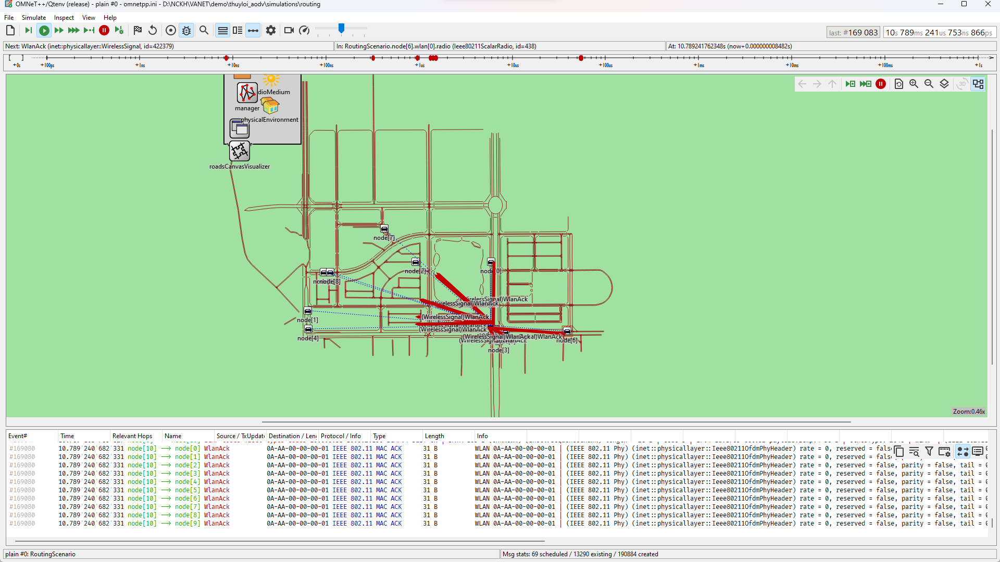 OMNeT++/Qtenv (release) - plain #0 - omnetpp.ini - D:\NCKH\VANET\demo\thuyloi_aodv\simulations\routing
File Simulate Inspect View Help
last: #169 083 10s 789ms 241us 753ns 866ps
Next: WlanAck (inet::physicallayer::WirelessSignal, id=422379) In: RoutingScenario.node[6].wlan[0].radio (Ieee80211ScalarRadio, id=438) At: 10.789241762348s (now+0.000000008482s)
+0s +100ps +1ns +10ns +100ns +1us +10us +100us +1ms +10ms +100ms +1s
dioMedium
manager
physicalEnvironment
roadsCanvasVisualizer
3D
node[7]
node[2]
node[0]
node[8]
(WirelessSignal)WlanAck
(WirelessSignal)WlanAck
node[1]
(WirelessSignal)WlanAck
node[4]
(WirelessSignal)WlanAck
node[6]
node[3]
Zoom:0.46x
Event# Time Relevant Hops Name Source / TxUpdat Destination / Len Protocol / Info Type Length Info
#169080 10.789'240'682'331 node[10] --> node[0] WlanAck 0A-AA-00-00-00-01 IEEE 802.11 MAC ACK 31 B WLAN 0A-AA-00-00-00-01 | (IEEE 802.11 Phy) (inet::physicallayer::Ieee80211OfdmPhyHeader) rate = 0, reserved = fals
#169080 10.789'240'682'331 node[10] --> node[1] WlanAck 0A-AA-00-00-00-01 IEEE 802.11 MAC ACK 31 B WLAN 0A-AA-00-00-00-01 | (IEEE 802.11 Phy) (inet::physicallayer::Ieee80211OfdmPhyHeader) rate = 0, reserved = fals
#169080 10.789'240'682'331 node[10] --> node[2] WlanAck 0A-AA-00-00-00-01 IEEE 802.11 MAC ACK 31 B WLAN 0A-AA-00-00-00-01 | (IEEE 802.11 Phy) (inet::physicallayer::Ieee80211OfdmPhyHeader) rate = 0, reserved = false, parity = false, tail = 0
#169080 10.789'240'682'331 node[10] --> node[3] WlanAck 0A-AA-00-00-00-01 IEEE 802.11 MAC ACK 31 B WLAN 0A-AA-00-00-00-01 | (IEEE 802.11 Phy) (inet::physicallayer::Ieee80211OfdmPhyHeader) rate = 0, reserved = false, parity = false, tail = 0
#169080 10.789'240'682'331 node[10] --> node[4] WlanAck 0A-AA-00-00-00-01 IEEE 802.11 MAC ACK 31 B WLAN 0A-AA-00-00-00-01 | (IEEE 802.11 Phy) (inet::physicallayer::Ieee80211OfdmPhyHeader) rate = 0, reserved = false, parity = false, tail = 0
#169080 10.789'240'682'331 node[10] --> node[5] WlanAck 0A-AA-00-00-00-01 IEEE 802.11 MAC ACK 31 B WLAN 0A-AA-00-00-00-01 | (IEEE 802.11 Phy) (inet::physicallayer::Ieee80211OfdmPhyHeader) rate = 0, reserved = false, parity = false, tail = 0
#169080 10.789'240'682'331 node[10] --> node[6] WlanAck 0A-AA-00-00-00-01 IEEE 802.11 MAC ACK 31 B WLAN 0A-AA-00-00-00-01 | (IEEE 802.11 Phy) (inet::physicallayer::Ieee80211OfdmPhyHeader) rate = 0, reserved = false, parity = false, tail = 0
#169080 10.789'240'682'331 node[10] --> node[7] WlanAck 0A-AA-00-00-00-01 IEEE 802.11 MAC ACK 31 B WLAN 0A-AA-00-00-00-01 | (IEEE 802.11 Phy) (inet::physicallayer::Ieee80211OfdmPhyHeader) rate = 0, reserved = false, parity = false, tail = 0
#169080 10.789'240'682'331 node[10] --> node[8] WlanAck 0A-AA-00-00-00-01 IEEE 802.11 MAC ACK 31 B WLAN 0A-AA-00-00-00-01 | (IEEE 802.11 Phy) (inet::physicallayer::Ieee80211OfdmPhyHeader) rate = 0, reserved = false, parity = false, tail = 0
#169080 10.789'240'682'331 node[10] --> node[9] WlanAck 0A-AA-00-00-00-01 IEEE 802.11 MAC ACK 31 B WLAN 0A-AA-00-00-00-01 | (IEEE 802.11 Phy) (inet::physicallayer::Ieee80211OfdmPhyHeader) rate = 0, reserved = false, parity = false, tail = 0
plain #0: RoutingScenario Msg stats: 69 scheduled / 13290 existing / 190884 created